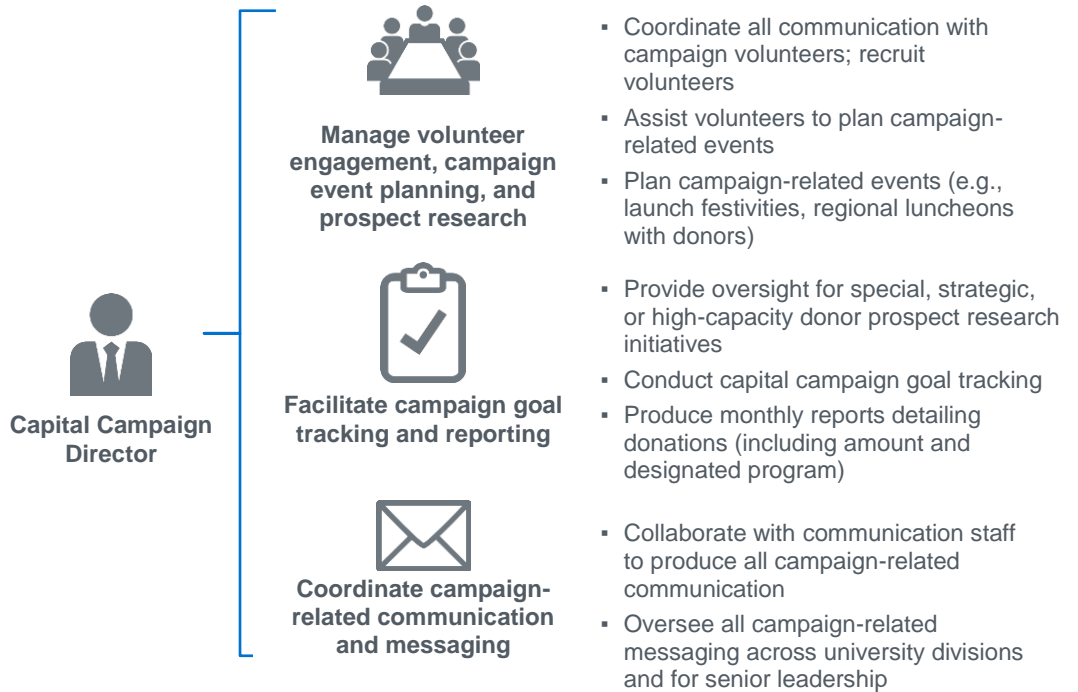 Capital Campaign
Director
Manage volunteer
engagement, campaign
event planning, and
prospect research
▪ Coordinate all communication with
campaign volunteers; recruit
volunteers
▪ Assist volunteers to plan campaign-
related events
▪ Plan campaign-related events (e.g.,
launch festivities, regional luncheons
with donors)
Facilitate campaign goal
tracking and reporting
▪ Provide oversight for special, strategic,
or high-capacity donor prospect research
initiatives
▪ Conduct capital campaign goal tracking
▪ Produce monthly reports detailing
donations (including amount and
designated program)
Coordinate campaign-
related communication
and messaging
▪ Collaborate with communication staff
to produce all campaign-related
communication
▪ Oversee all campaign-related
messaging across university divisions
and for senior leadership